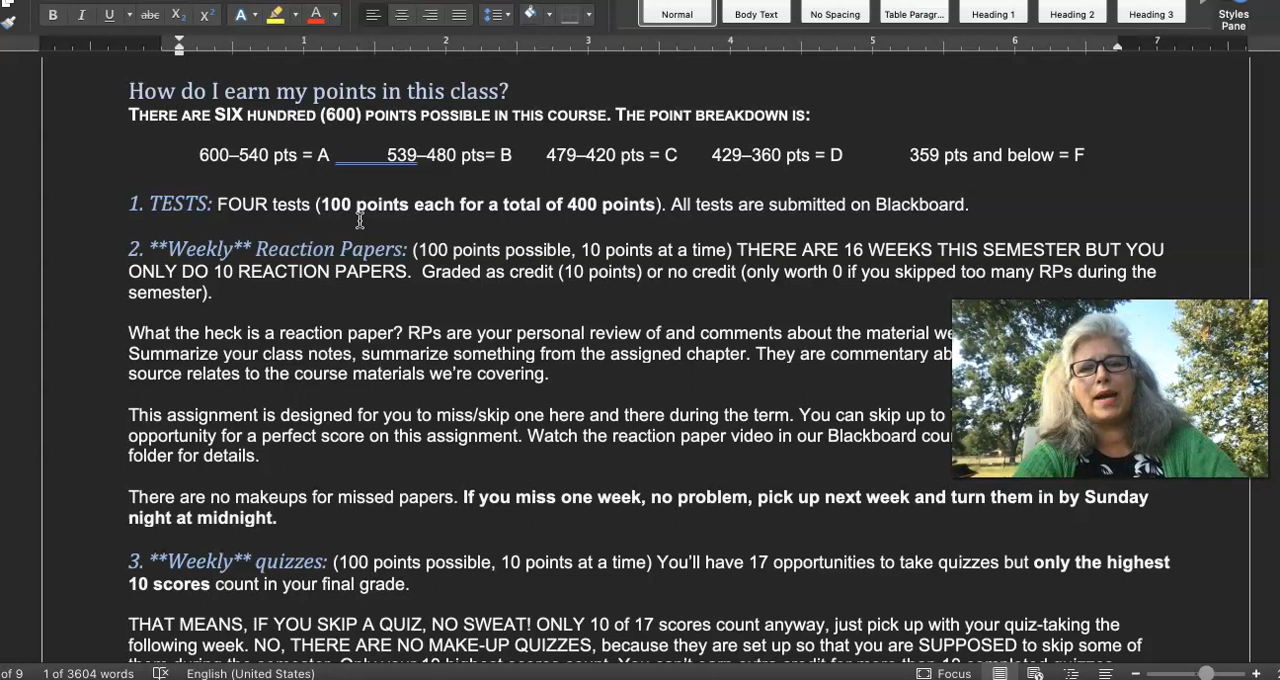 B I U abc X₂ X² A A
Normal Body Text No Spacing Table Paragr... Heading 1 Heading 2 Heading 3 Styles Pane
1 2 3 4 5 6 7
How do I earn my points in this class?
THERE ARE SIX HUNDRED (600) POINTS POSSIBLE IN THIS COURSE. THE POINT BREAKDOWN IS:
600–540 pts = A 539–480 pts= B 479–420 pts = C 429–360 pts = D 359 pts and below = F
1. TESTS: FOUR tests (100 points each for a total of 400 points). All tests are submitted on Blackboard.
2. **Weekly** Reaction Papers: (100 points possible, 10 points at a time) THERE ARE 16 WEEKS THIS SEMESTER BUT YOU
ONLY DO 10 REACTION PAPERS. Graded as credit (10 points) or no credit (only worth 0 if you skipped too many RPs during the
semester).
What the heck is a reaction paper? RPs are your personal review of and comments about the material we
Summarize your class notes, summarize something from the assigned chapter. They are commentary ab
source relates to the course materials we're covering.
This assignment is designed for you to miss/skip one here and there during the term. You can skip up to
opportunity for a perfect score on this assignment. Watch the reaction paper video in our Blackboard cou
folder for details.
There are no makeups for missed papers. If you miss one week, no problem, pick up next week and turn them in by Sunday
night at midnight.
3. **Weekly** quizzes: (100 points possible, 10 points at a time) You'll have 17 opportunities to take quizzes but only the highest
10 scores count in your final grade.
THAT MEANS, IF YOU SKIP A QUIZ, NO SWEAT! ONLY 10 of 17 scores count anyway, just pick up with your quiz-taking the
following week. NO, THERE ARE NO MAKE-UP QUIZZES, because they are set up so that you are SUPPOSED to skip some of
of 9 1 of 3604 words English (United States) Focus